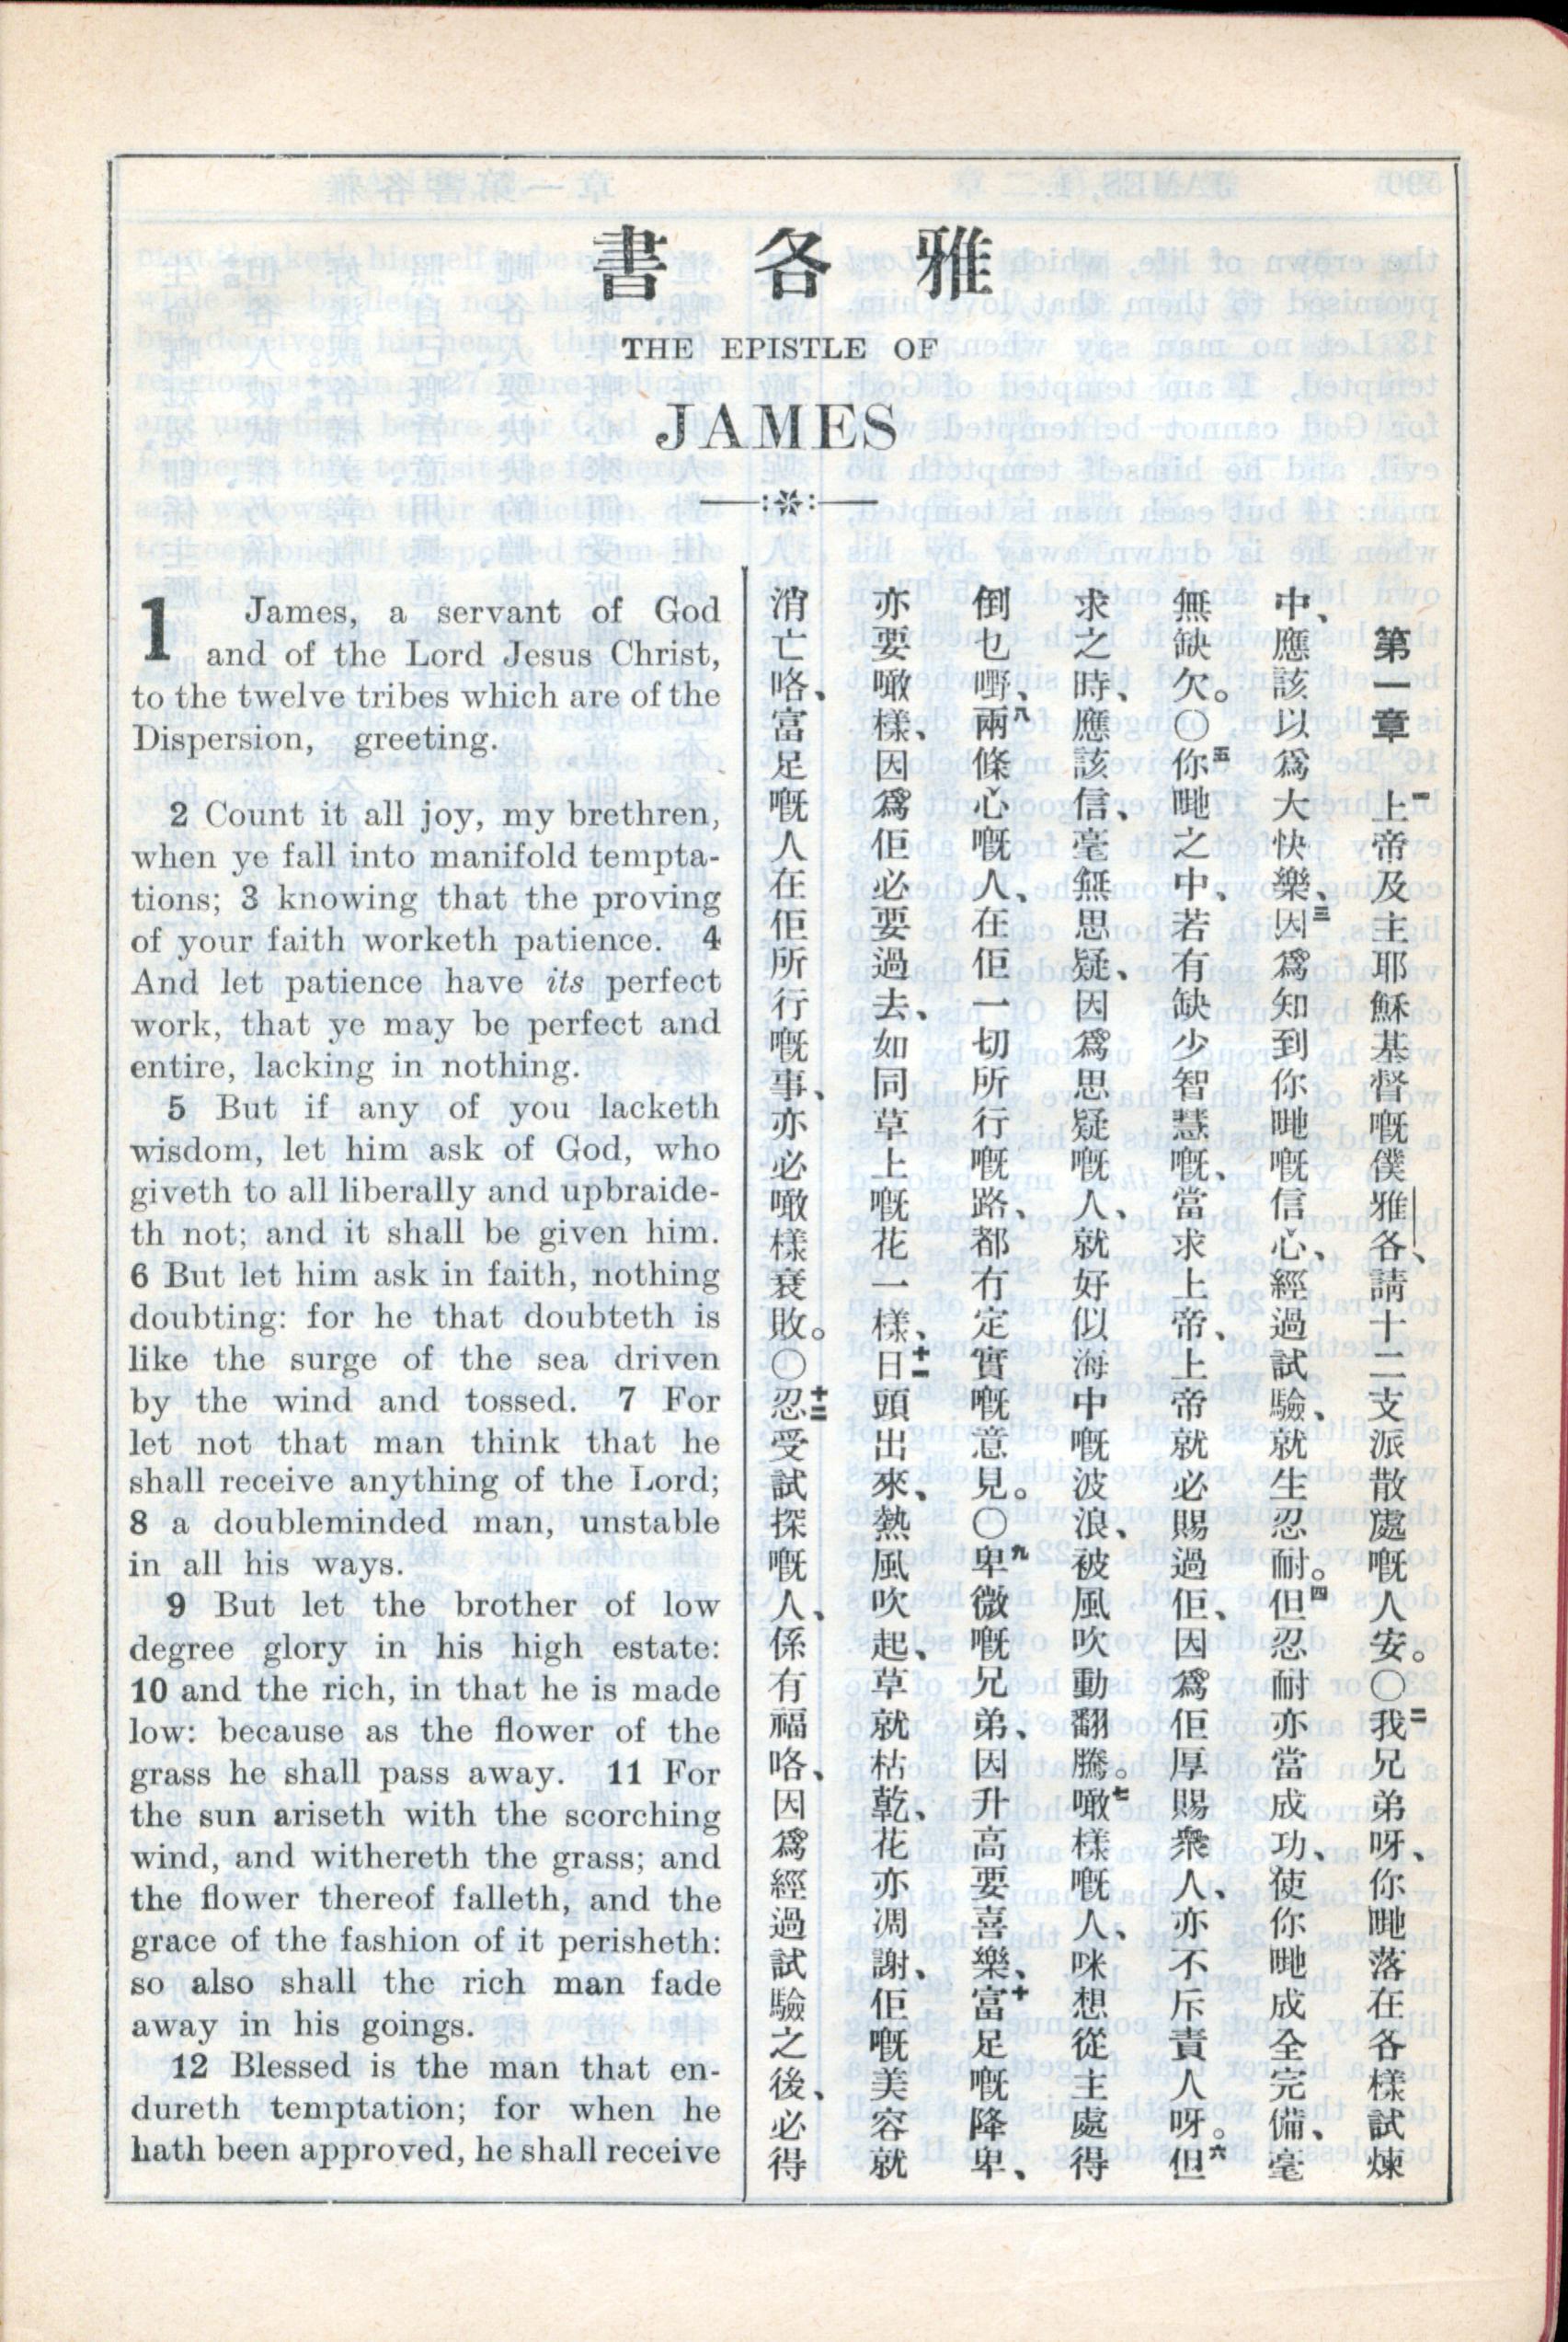 雅各書
THE EPISTLE OF
JAMES
1 James, a servant of God
and of the Lord Jesus Christ,
to the twelve tribes which are of the
Dispersion, greeting.
2 Count it all joy, my brethren,
when ye fall into manifold tempta-
tions; 3 knowing that the proving
of your faith worketh patience. 4
And let patience have its perfect
work, that ye may be perfect and
entire, lacking in nothing.
5 But if any of you lacketh
wisdom, let him ask of God, who
giveth to all liberally and upbraide-
th not; and it shall be given him.
6 But let him ask in faith, nothing
doubting: for he that doubteth is
like the surge of the sea driven
by the wind and tossed. 7 For
let not that man think that he
shall receive anything of the Lord;
8 a doubleminded man, unstable
in all his ways.
9 But let the brother of low
degree glory in his high estate:
10 and the rich, in that he is made
low: because as the flower of the
grass he shall pass away. 11 For
the sun ariseth with the scorching
wind, and withereth the grass; and
the flower thereof falleth, and the
grace of the fashion of it perisheth:
so also shall the rich man fade
away in his goings.
12 Blessed is the man that en-
dureth temptation; for when he
hath been approved, he shall receive
第一章 一上帝及主耶穌基督嘅僕雅各、請十二支派散處嘅人安。〇二我兄弟呀、你哋落在各樣試煉
中、應該以爲大快樂、三因爲知到你哋嘅信心、經過試驗、就生忍耐。四但忍耐亦當成功、使你哋成全完備、毫
無缺欠。〇五你哋之中、若有缺少智慧嘅、當求上帝、上帝就必賜過佢、因爲佢厚賜衆人、亦不斥責人呀。六但
求之時、應該信、毫無思疑、因爲思疑嘅人、就好似海中嘅波浪、被風吹動翻騰。七噉樣嘅人、咪想從主處得
倒乜嘢、八兩條心嘅人、在佢一切所行嘅路、都冇定實嘅意見。〇九卑微嘅兄弟、因升高要喜樂、十富足嘅降卑、
亦要噉樣、因爲佢必要過去、如同草上嘅花一樣、十一日頭出來、熱風吹起、草就枯乾、花亦凋謝、佢嘅美容就
消亡咯、富足嘅人在佢所行嘅事、亦必噉樣衰敗。〇十二忍受試探嘅人、係有福咯、因爲經過試驗之後、必得